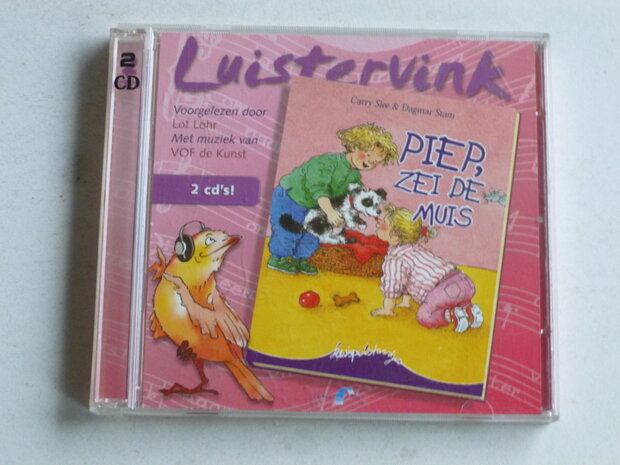 2
CD
Luistervink
Voorgelezen door
Lot Lohr
Met muziek van
VOF de Kunst
2 cd's!
Carry Slee & Dagmar Stam
PIEP,
ZEI DE
MUIS